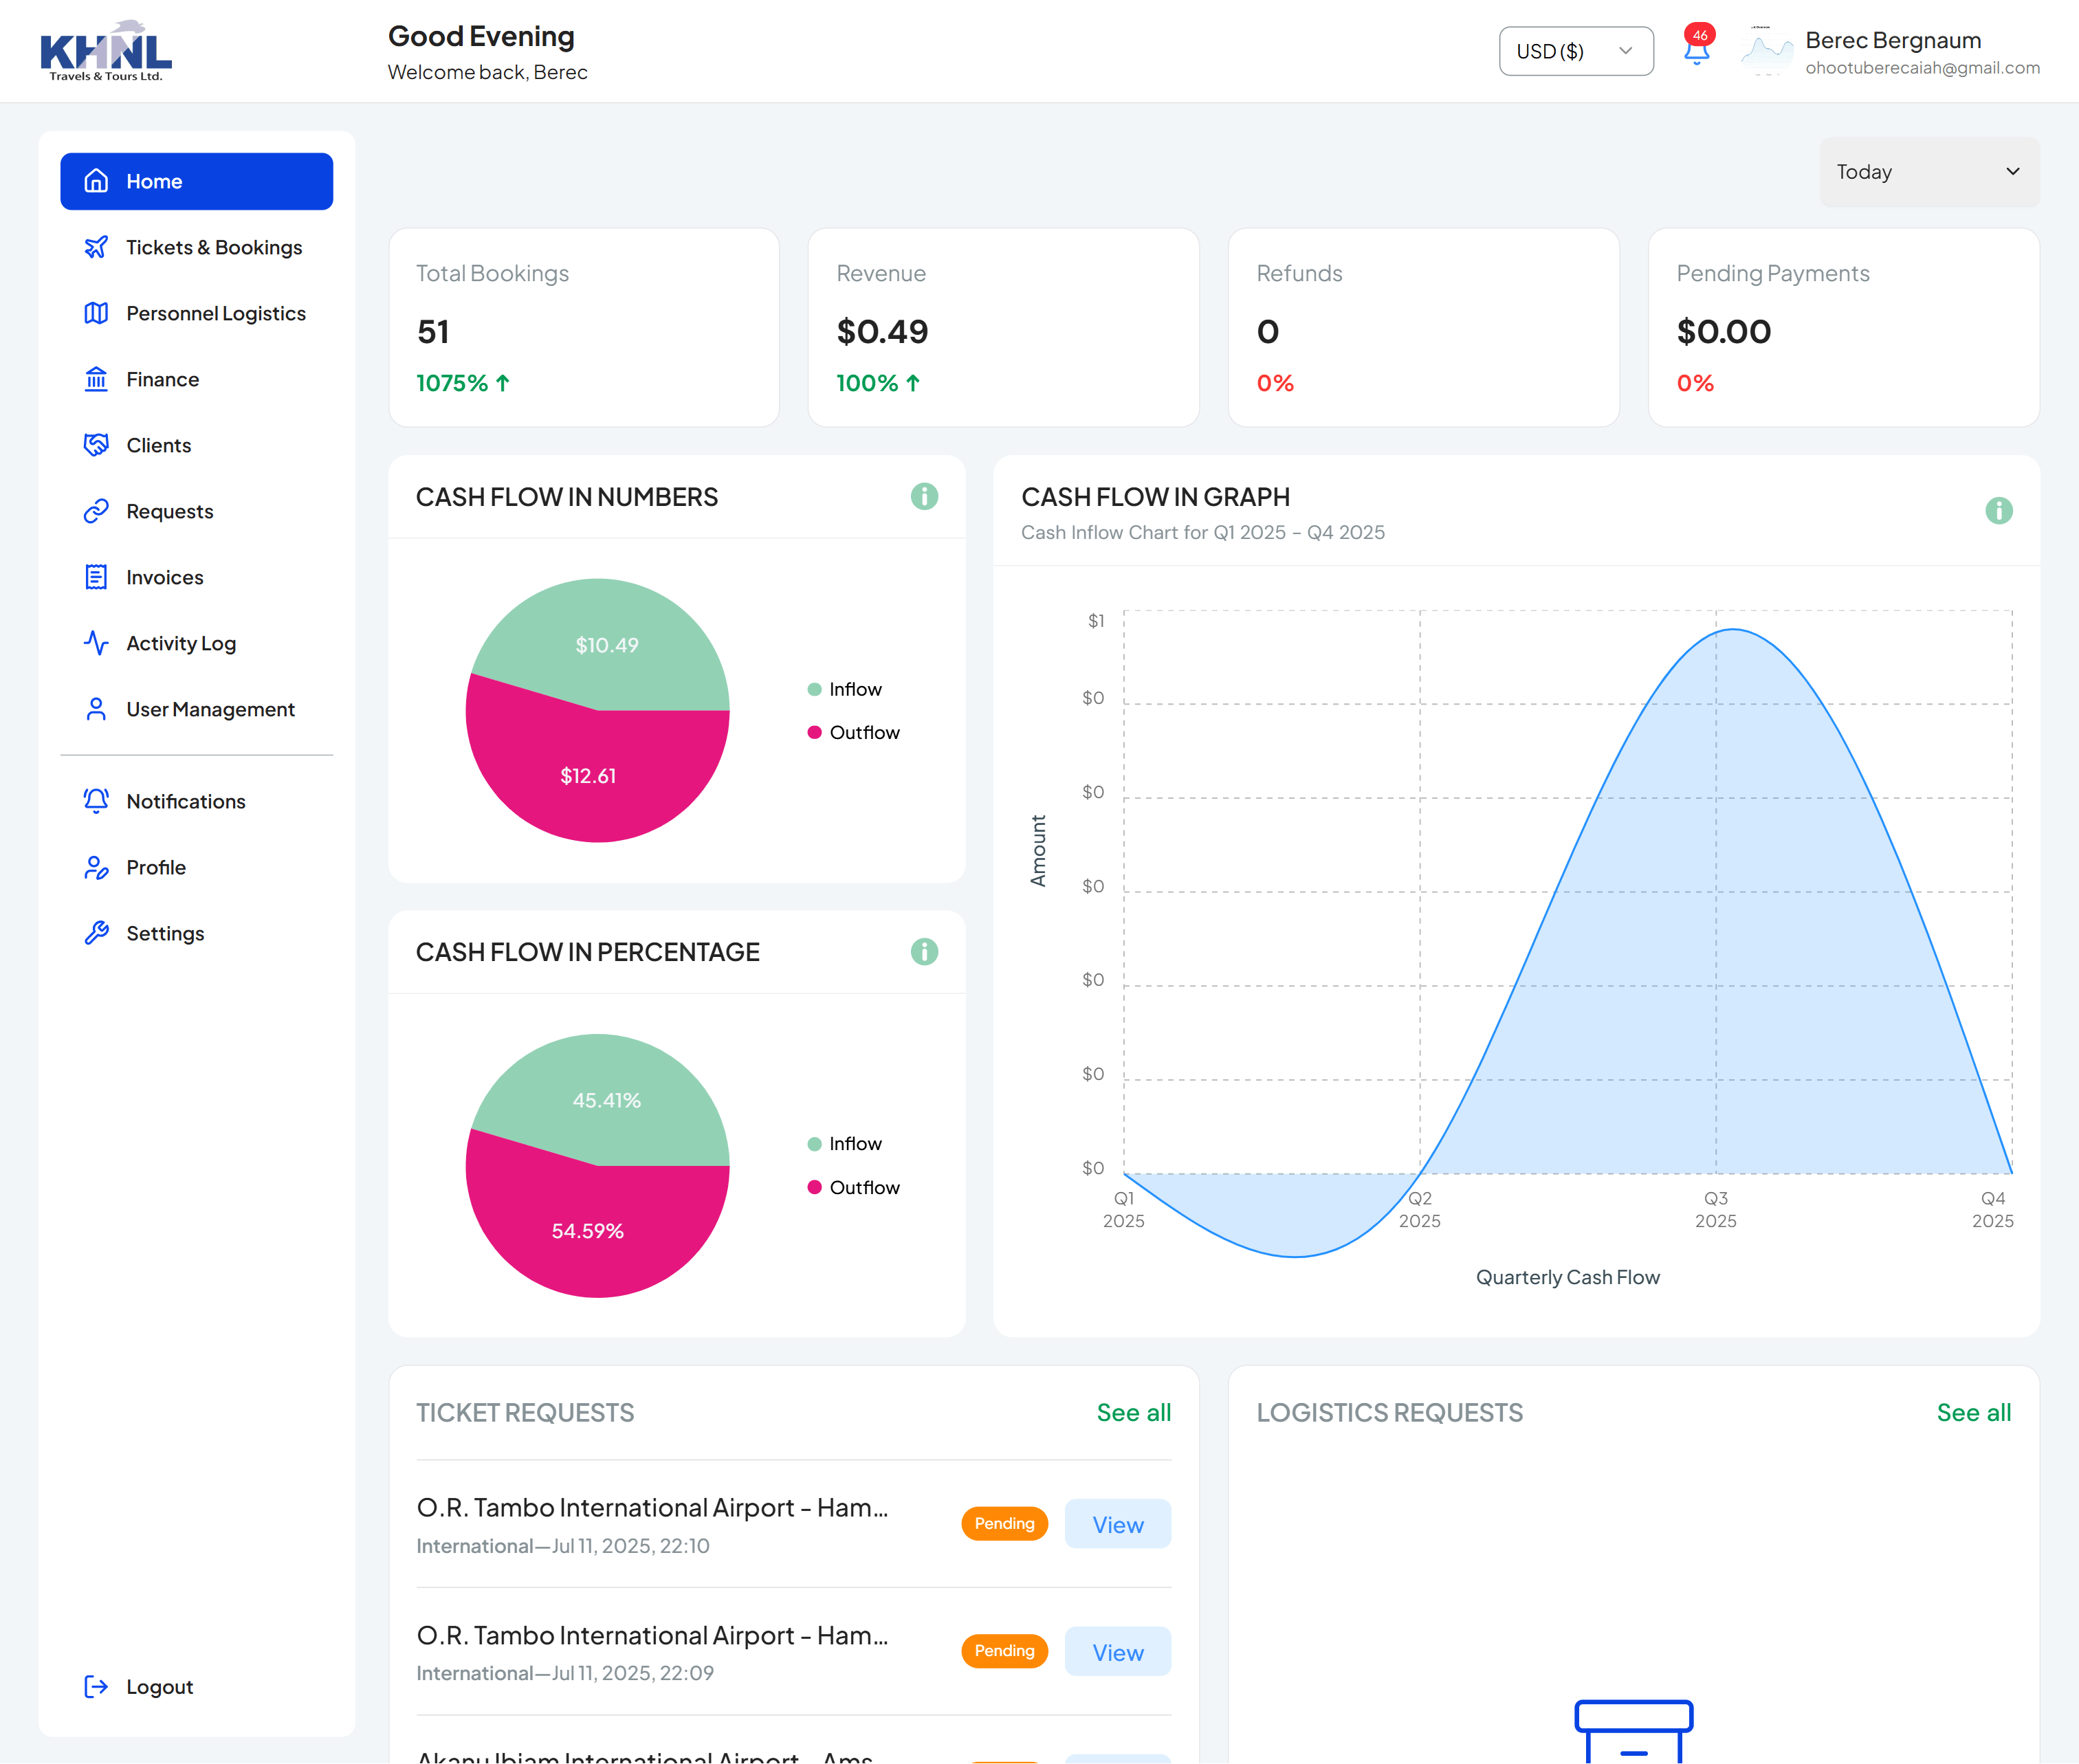 KHNL
Travels & Tours Ltd.
Good Evening
Welcome back, Berec
USD ($)
46
Berec Bergnaum
ohootuberecaiah@gmail.com
Home
Tickets & Bookings
Personnel Logistics
Finance
Clients
Requests
Invoices
Activity Log
User Management
Notifications
Profile
Settings
Logout
Today
Total Bookings
51
1075% ↑
Revenue
$0.49
100% ↑
Refunds
0
0%
Pending Payments
$0.00
0%
CASH FLOW IN NUMBERS
$10.49
$12.61
Inflow
Outflow
CASH FLOW IN PERCENTAGE
45.41%
54.59%
Inflow
Outflow
CASH FLOW IN GRAPH
Cash Inflow Chart for Q1 2025 – Q4 2025
Amount
$1
$0
$0
$0
$0
$0
$0
Q1 2025
Q2 2025
Q3 2025
Q4 2025
Quarterly Cash Flow
TICKET REQUESTS
See all
O.R. Tambo International Airport - Ham...
International—Jul 11, 2025, 22:10
Pending
View
O.R. Tambo International Airport - Ham...
International—Jul 11, 2025, 22:09
Pending
View
Akanu Ibiam International Airport - Ams...
LOGISTICS REQUESTS
See all